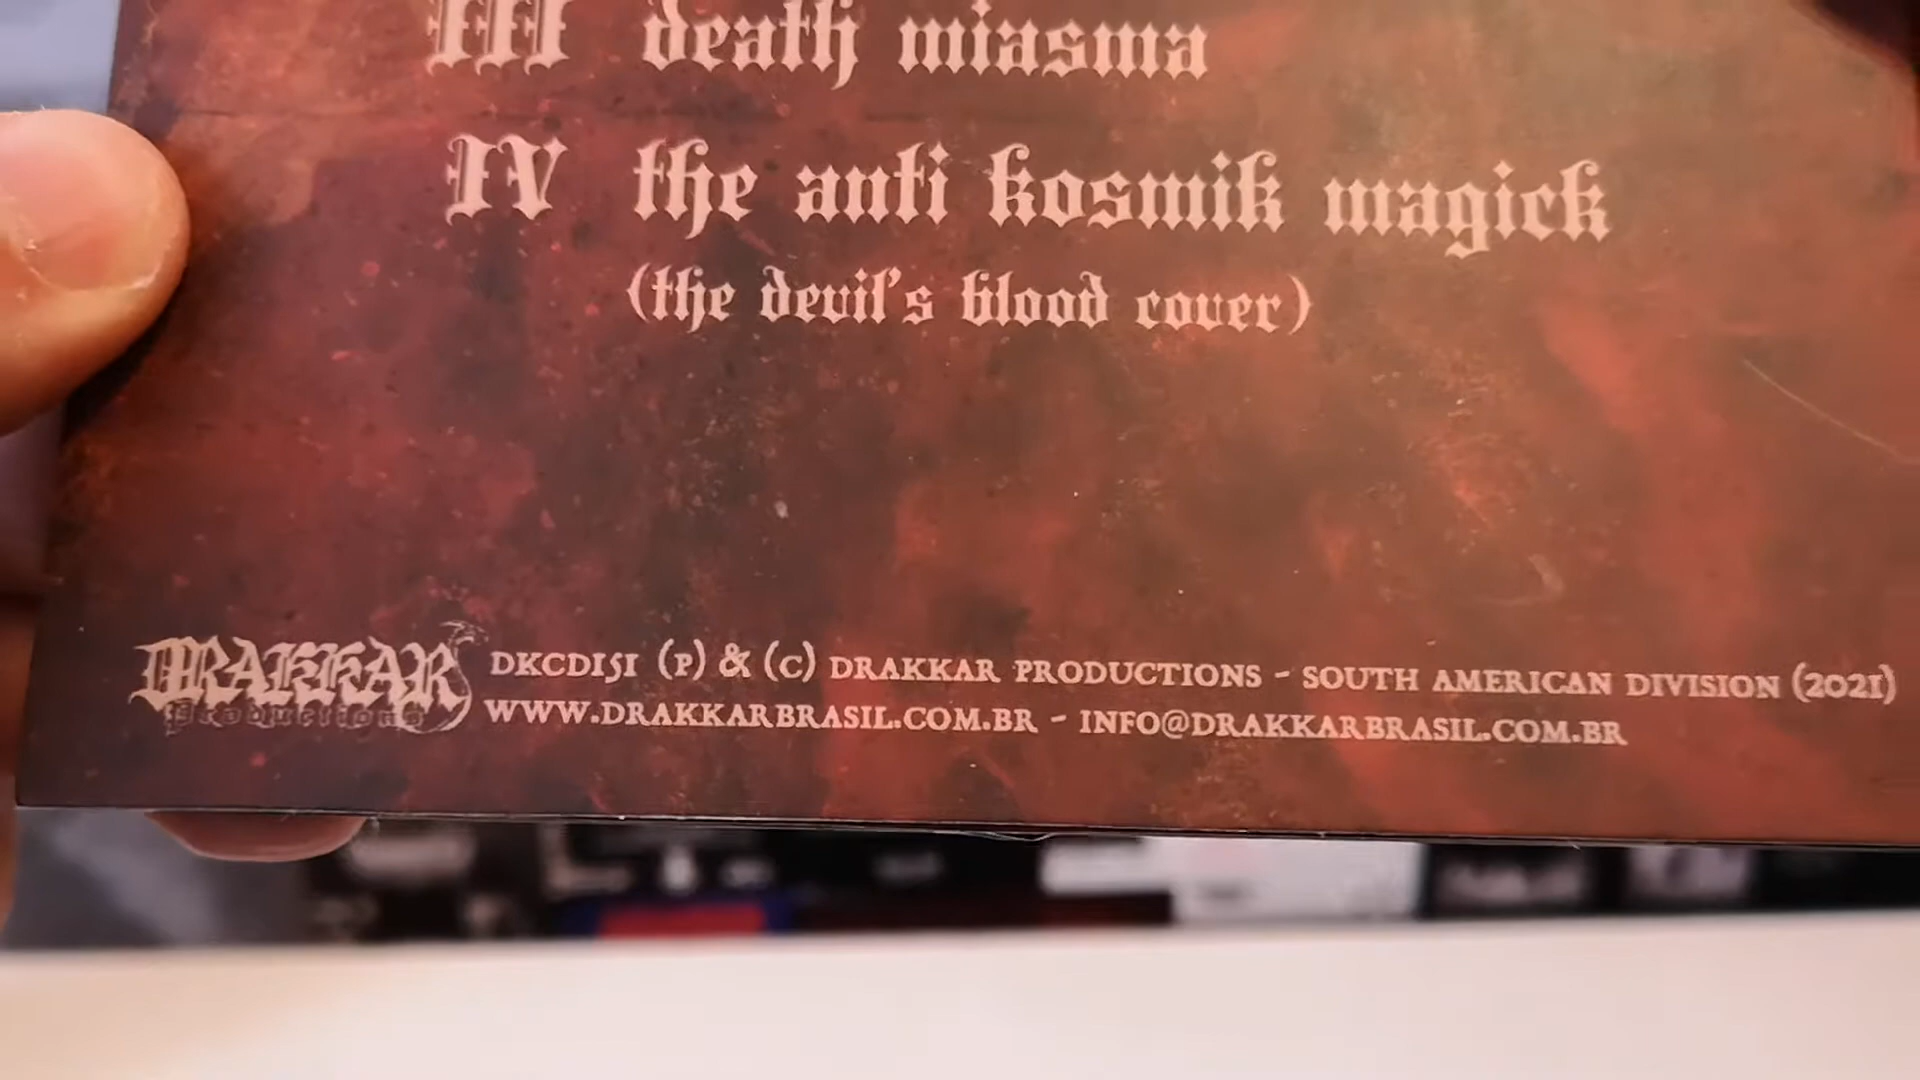 III death miasma
IV the anti kosmik magick
(the devil's blood cover)
DRAKKAR
Productions
DKCD151 (P) & (C) DRAKKAR PRODUCTIONS - SOUTH AMERICAN DIVISION (2021)
WWW.DRAKKARBRASIL.COM.BR - INFO@DRAKKARBRASIL.COM.BR